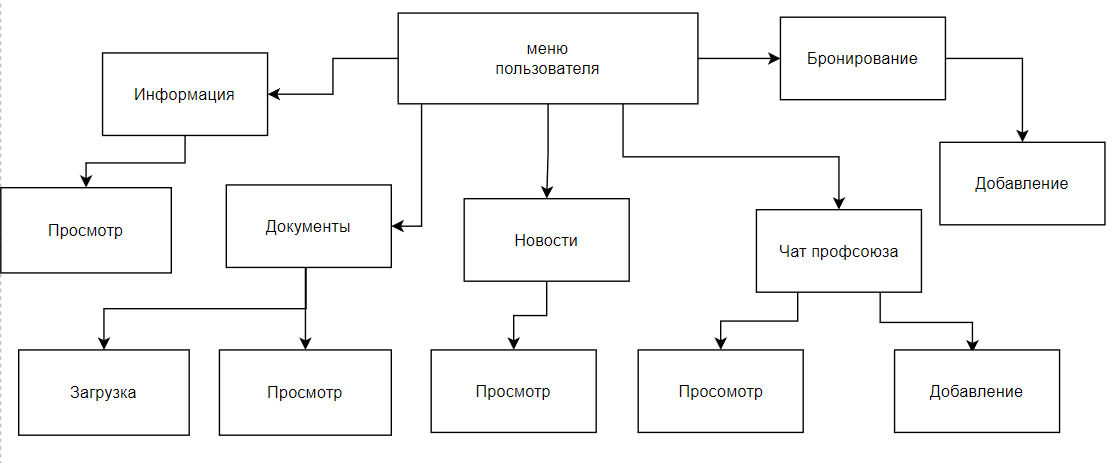 меню
пользователя
Бронирование
Информация
Добавление
Просмотр
Документы
Новости
Чат профсоюза
Загрузка
Просмотр
Просмотр
Просомотр
Добавление